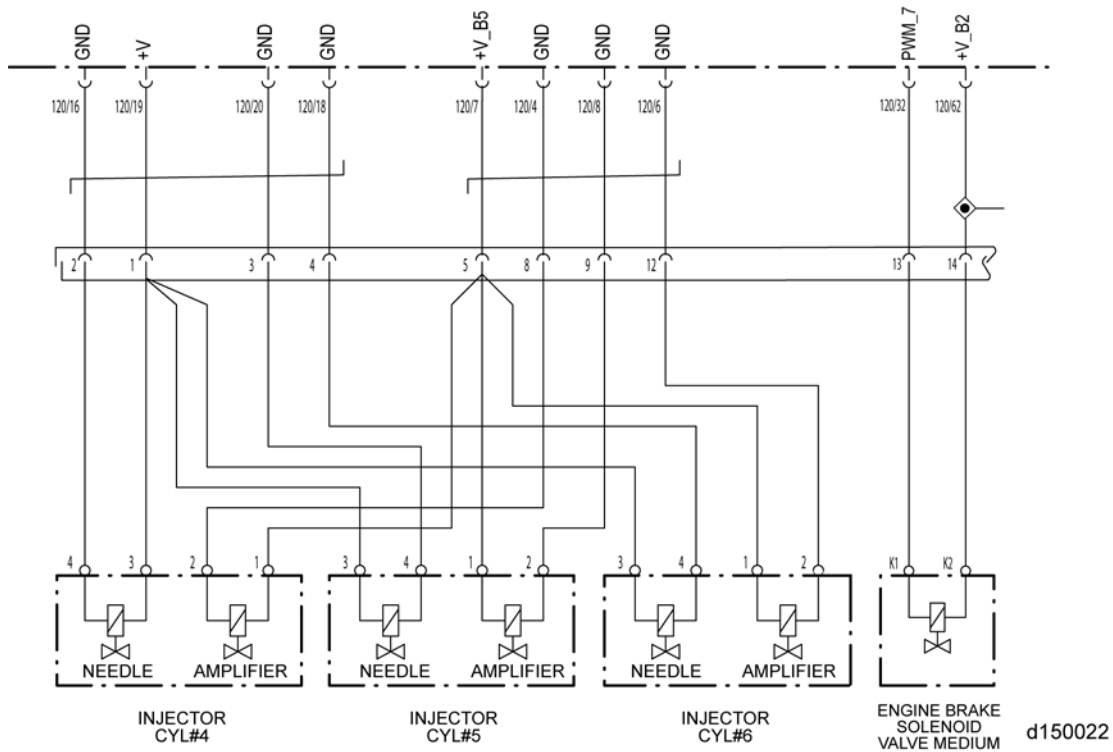 GND +V GND GND +V_B5 GND GND GND PWM_7 +V_B2
120/16 120/19 120/20 120/18 120/7 120/4 120/8 120/6 120/32 120/62
2 1 3 4 5 8 9 12 13 14
4 3 2 1 3 4 1 2 3 4 1 2 K1 K2
NEEDLE AMPLIFIER NEEDLE AMPLIFIER NEEDLE AMPLIFIER
INJECTOR
CYL#4
INJECTOR
CYL#5
INJECTOR
CYL#6
ENGINE BRAKE
SOLENOID
VALVE MEDIUM
d150022